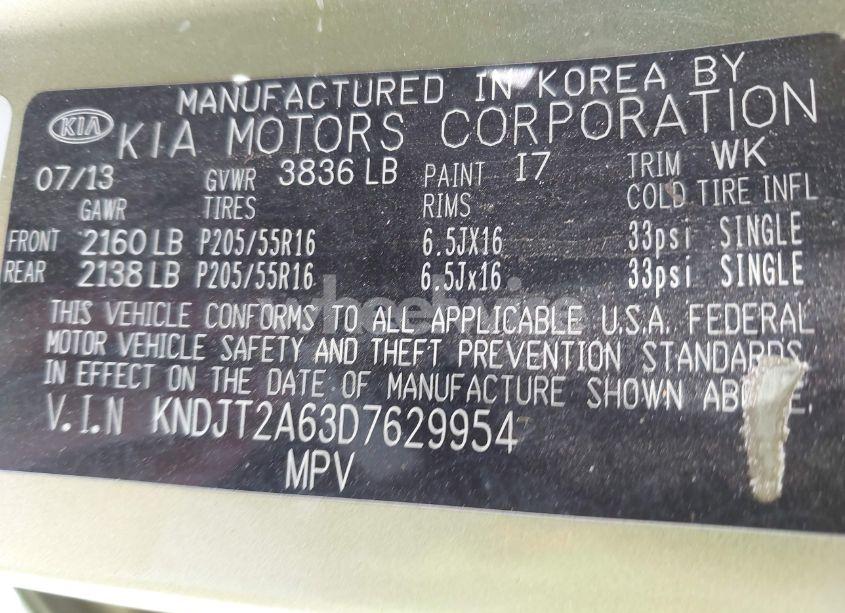 MANUFACTURED IN KOREA BY
KIA KIA MOTORS CORPORATION
07/13 GVWR 3836 LB PAINT I7 TRIM WK
GAWR TIRES RIMS COLD TIRE INFL
FRONT 2160 LB P205/55R16 6.5JX16 33psi SINGLE
REAR 2138 LB P205/55R16 6.5Jx16 33psi SINGLE
wheelwire
THIS VEHICLE CONFORMS TO ALL APPLICABLE U.S.A. FEDERAL
MOTOR VEHICLE SAFETY AND THEFT PREVENTION STANDARDS
IN EFFECT ON THE DATE OF MANUFACTURE SHOWN
V.I.N KNDJT2A63D7629954
MPV